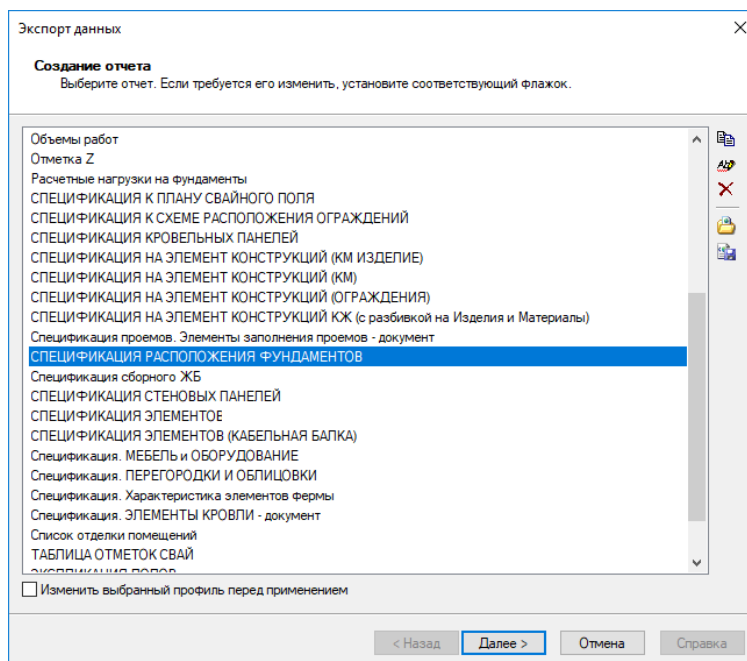 Экспорт данных
Создание отчета
Выберите отчет. Если требуется его изменить, установите соответствующий флажок.
Объемы работ
Отметка Z
Расчетные нагрузки на фундаменты
СПЕЦИФИКАЦИЯ К ПЛАНУ СВАЙНОГО ПОЛЯ
СПЕЦИФИКАЦИЯ К СХЕМЕ РАСПОЛОЖЕНИЯ ОГРАЖДЕНИЙ
СПЕЦИФИКАЦИЯ КРОВЕЛЬНЫХ ПАНЕЛЕЙ
СПЕЦИФИКАЦИЯ НА ЭЛЕМЕНТ КОНСТРУКЦИЙ (КМ ИЗДЕЛИЕ)
СПЕЦИФИКАЦИЯ НА ЭЛЕМЕНТ КОНСТРУКЦИЙ (КМ)
СПЕЦИФИКАЦИЯ НА ЭЛЕМЕНТ КОНСТРУКЦИЙ (ОГРАЖДЕНИЯ)
СПЕЦИФИКАЦИЯ НА ЭЛЕМЕНТ КОНСТРУКЦИЙ КЖ (с разбивкой на Изделия и Материалы)
Спецификация проемов. Элементы заполнения проемов - документ
СПЕЦИФИКАЦИЯ РАСПОЛОЖЕНИЯ ФУНДАМЕНТОВ
Спецификация сборного ЖБ
СПЕЦИФИКАЦИЯ СТЕНОВЫХ ПАНЕЛЕЙ
СПЕЦИФИКАЦИЯ ЭЛЕМЕНТОВ
СПЕЦИФИКАЦИЯ ЭЛЕМЕНТОВ (КАБЕЛЬНАЯ БАЛКА)
Спецификация. МЕБЕЛЬ и ОБОРУДОВАНИЕ
Спецификация. ПЕРЕГОРОДКИ И ОБЛИЦОВКИ
Спецификация. Характеристика элементов фермы
Спецификация. ЭЛЕМЕНТЫ КРОВЛИ - документ
Список отделки помещений
ТАБЛИЦА ОТМЕТОК СВАЙ
ЭКСПЛИКАЦИЯ ПОЛОВ
Изменить выбранный профиль перед применением
< Назад Далее > Отмена Справка